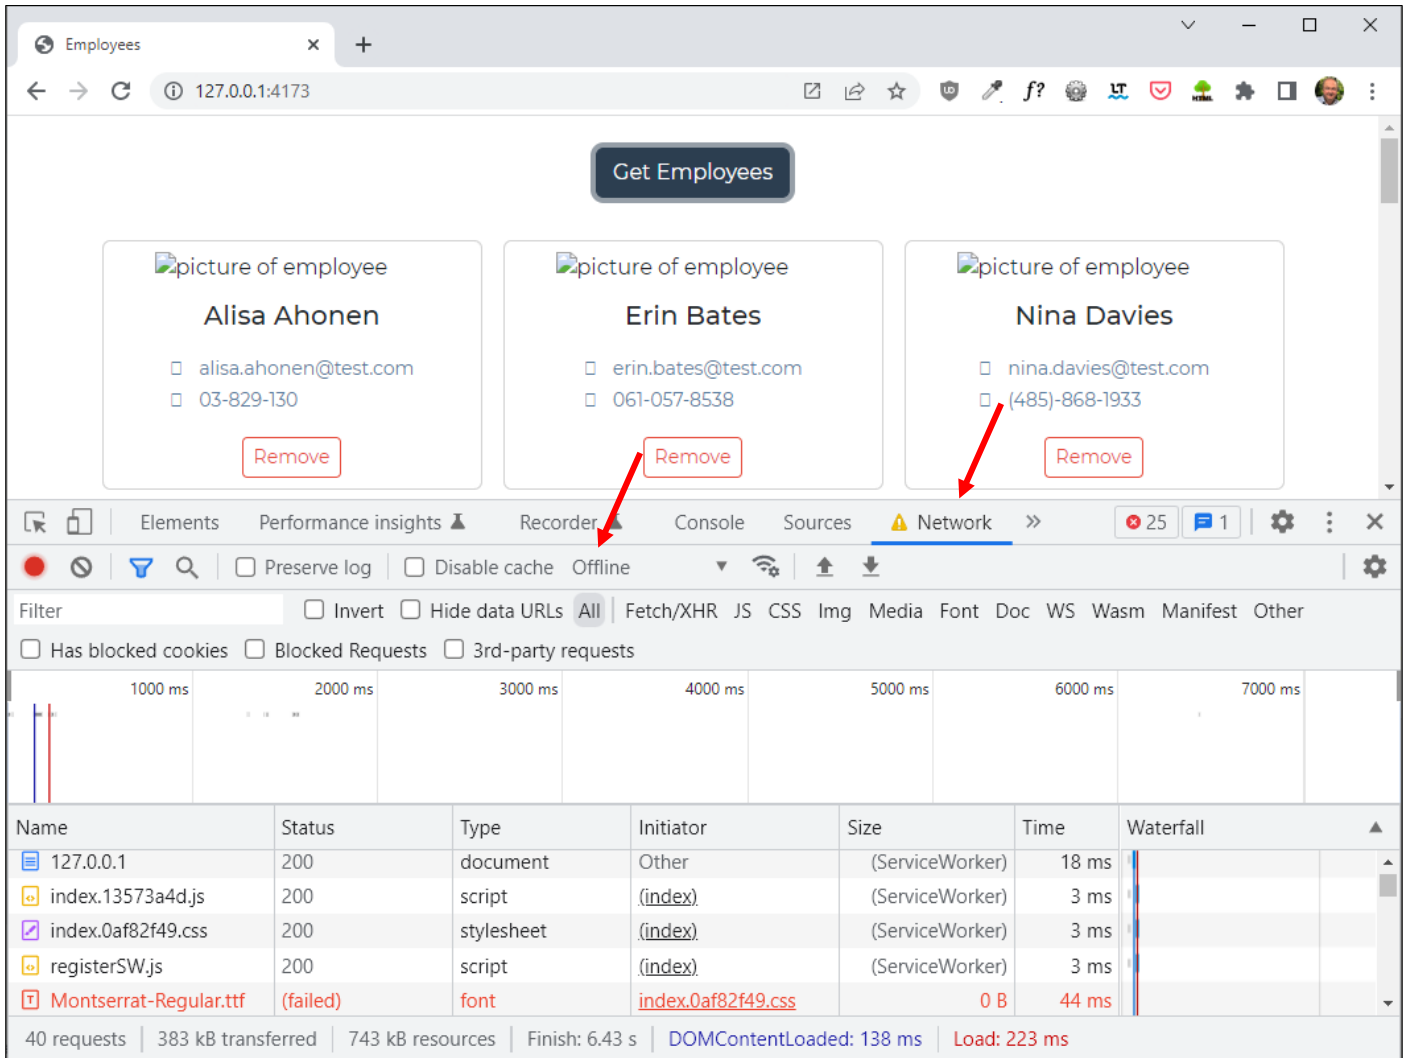 Employees
127.0.0.1:4173
Get Employees
picture of employee picture of employee picture of employee
Alisa Ahonen Erin Bates Nina Davies
alisa.ahonen@test.com erin.bates@test.com nina.davies@test.com
03-829-130 061-057-8538 (485)-868-1933
Remove Remove Remove
Elements Performance insights Recorder Console Sources Network 25 1
Preserve log Disable cache Offline
Filter Invert Hide data URLs All Fetch/XHR JS CSS Img Media Font Doc WS Wasm Manifest Other
Has blocked cookies Blocked Requests 3rd-party requests
1000 ms 2000 ms 3000 ms 4000 ms 5000 ms 6000 ms 7000 ms
Name Status Type Initiator Size Time Waterfall
127.0.0.1 200 document Other (ServiceWorker) 18 ms
index.13573a4d.js 200 script (index) (ServiceWorker) 3 ms
index.0af82f49.css 200 stylesheet (index) (ServiceWorker) 3 ms
registerSW.js 200 script (index) (ServiceWorker) 3 ms
Montserrat-Regular.ttf (failed) font index.0af82f49.css 0 B 44 ms
40 requests 383 kB transferred 743 kB resources Finish: 6.43 s DOMContentLoaded: 138 ms Load: 223 ms